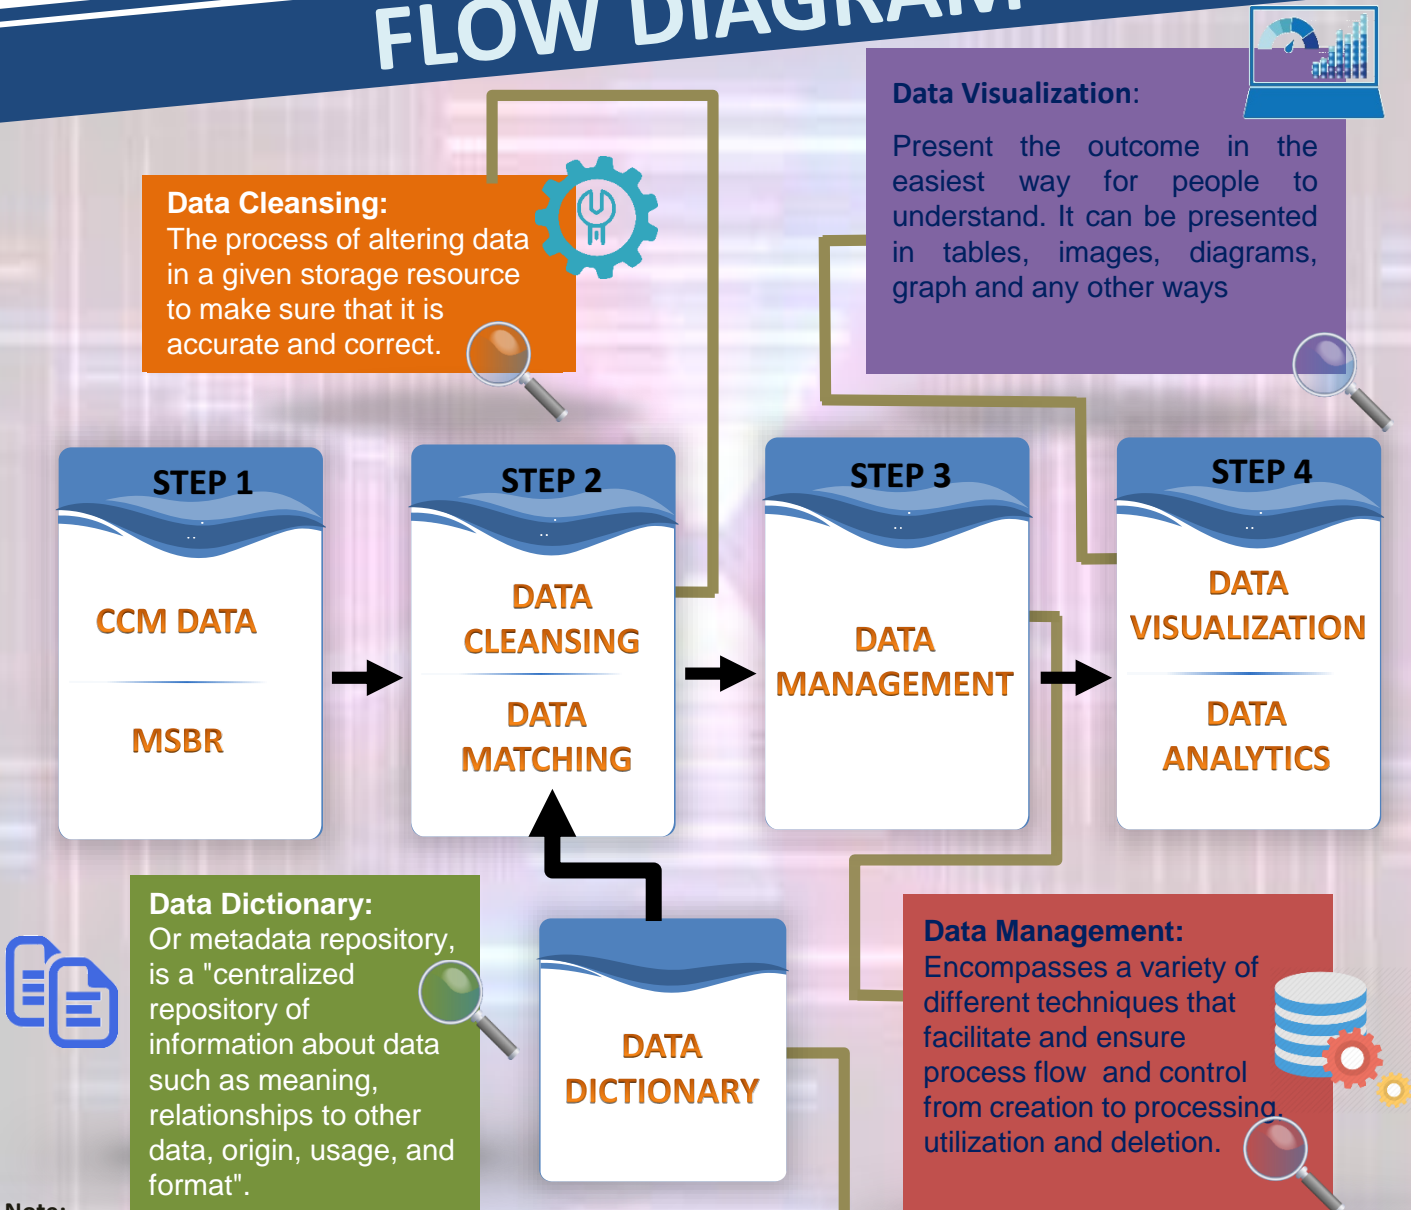 FLOW DIAGRAM
Data Visualization:
Present the outcome in the
easiest way for people to
understand. It can be presented
in tables, images, diagrams,
graph and any other ways
Data Cleansing:
The process of altering data
in a given storage resource
to make sure that it is
accurate and correct.
STEP 1
CCM DATA
MSBR
STEP 2
DATA
CLEANSING
DATA
MATCHING
STEP 3
DATA
MANAGEMENT
STEP 4
DATA
VISUALIZATION
DATA
ANALYTICS
Data Dictionary:
Or metadata repository,
is a "centralized
repository of
information about data
such as meaning,
relationships to other
data, origin, usage, and
format".
DATA
DICTIONARY
Data Management:
Encompasses a variety of
different techniques that
facilitate and ensure
process flow and control
from creation to processing,
utilization and deletion.
Note: